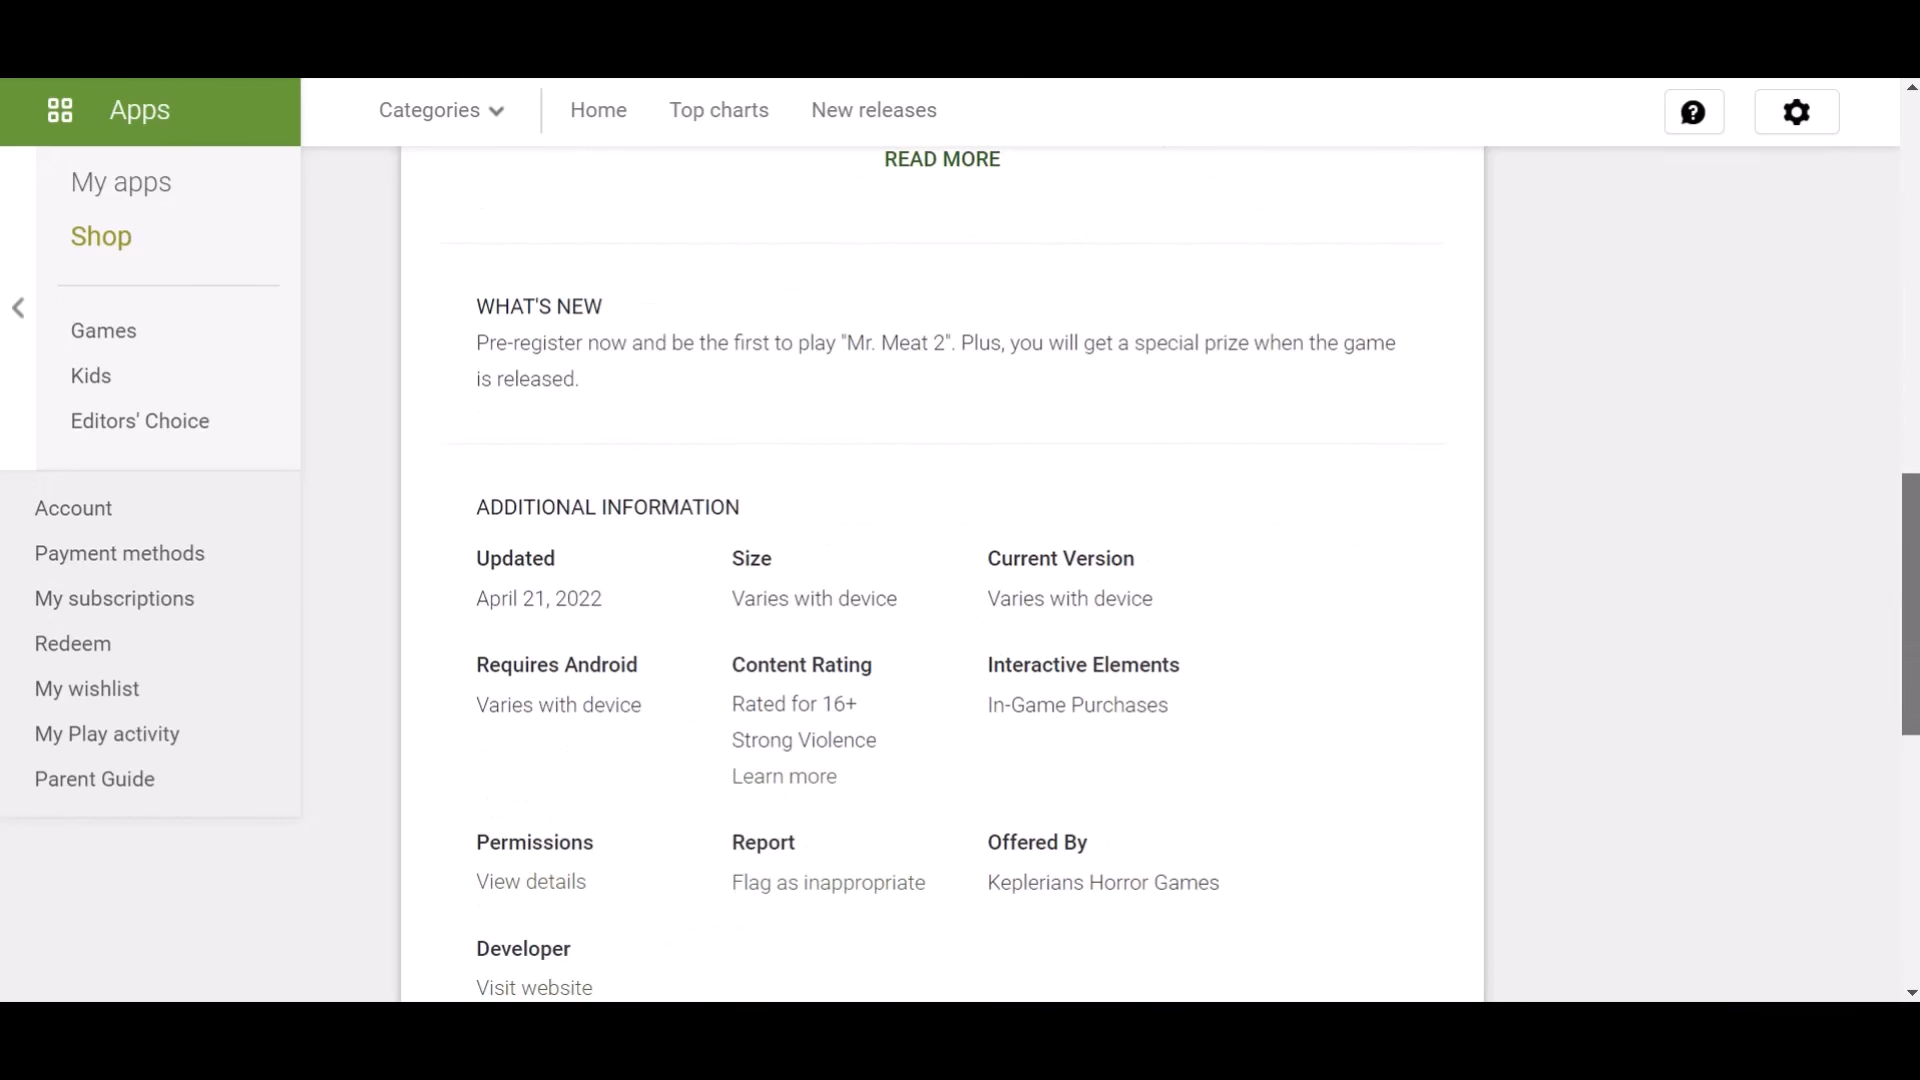 Apps
Categories
Home
Top charts
New releases
My apps
Shop
Games
Kids
Editors' Choice
Account
Payment methods
My subscriptions
Redeem
My wishlist
My Play activity
Parent Guide
READ MORE
WHAT'S NEW
Pre-register now and be the first to play "Mr. Meat 2". Plus, you will get a special prize when the game
is released.
ADDITIONAL INFORMATION
Updated
April 21, 2022
Size
Varies with device
Current Version
Varies with device
Requires Android
Varies with device
Content Rating
Rated for 16+
Strong Violence
Learn more
Interactive Elements
In-Game Purchases
Permissions
View details
Report
Flag as inappropriate
Offered By
Keplerians Horror Games
Developer
Visit website